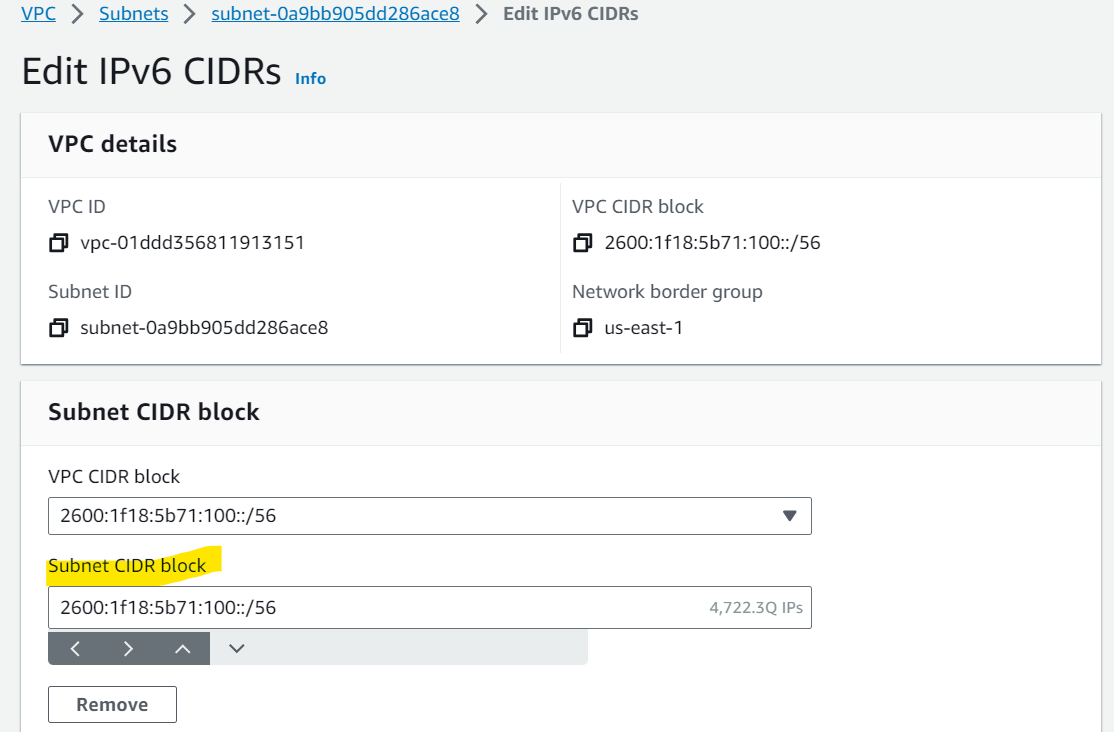 VPC > Subnets > subnet-0a9bb905dd286ace8 > Edit IPv6 CIDRs
Edit IPv6 CIDRs Info
VPC details
VPC ID
vpc-01ddd356811913151
VPC CIDR block
2600:1f18:5b71:100::/56
Subnet ID
subnet-0a9bb905dd286ace8
Network border group
us-east-1
Subnet CIDR block
VPC CIDR block
2600:1f18:5b71:100::/56
Subnet CIDR block
2600:1f18:5b71:100::/56 4,722.3Q IPs
Remove